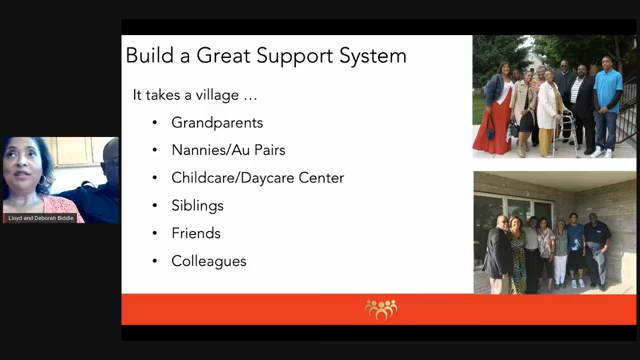 Build a Great Support System
It takes a village …
• Grandparents
• Nannies/Au Pairs
• Childcare/Daycare Center
• Siblings
• Friends
• Colleagues
Lloyd and Deborah Biddle